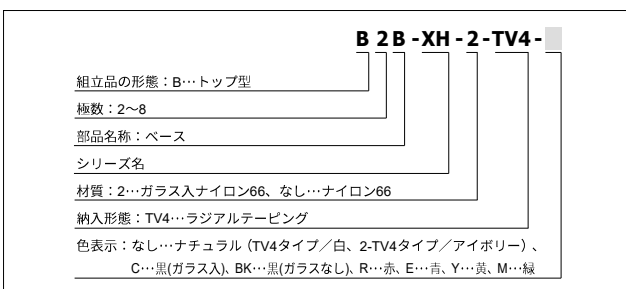 B 2 B -XH -2-TV4-
組立品の形態：B…トップ型
極数：2～8
部品名称：ベース
シリーズ名
材質：2…ガラス入ナイロン66、なし…ナイロン66
納入形態：TV4…ラジアルテーピング
色表示：なし…ナチュラル（TV4タイプ／白、2-TV4タイプ／アイボリー）、
C…黒(ガラス入)、BK…黒(ガラスなし)、R…赤、E…青、Y…黄、M…緑